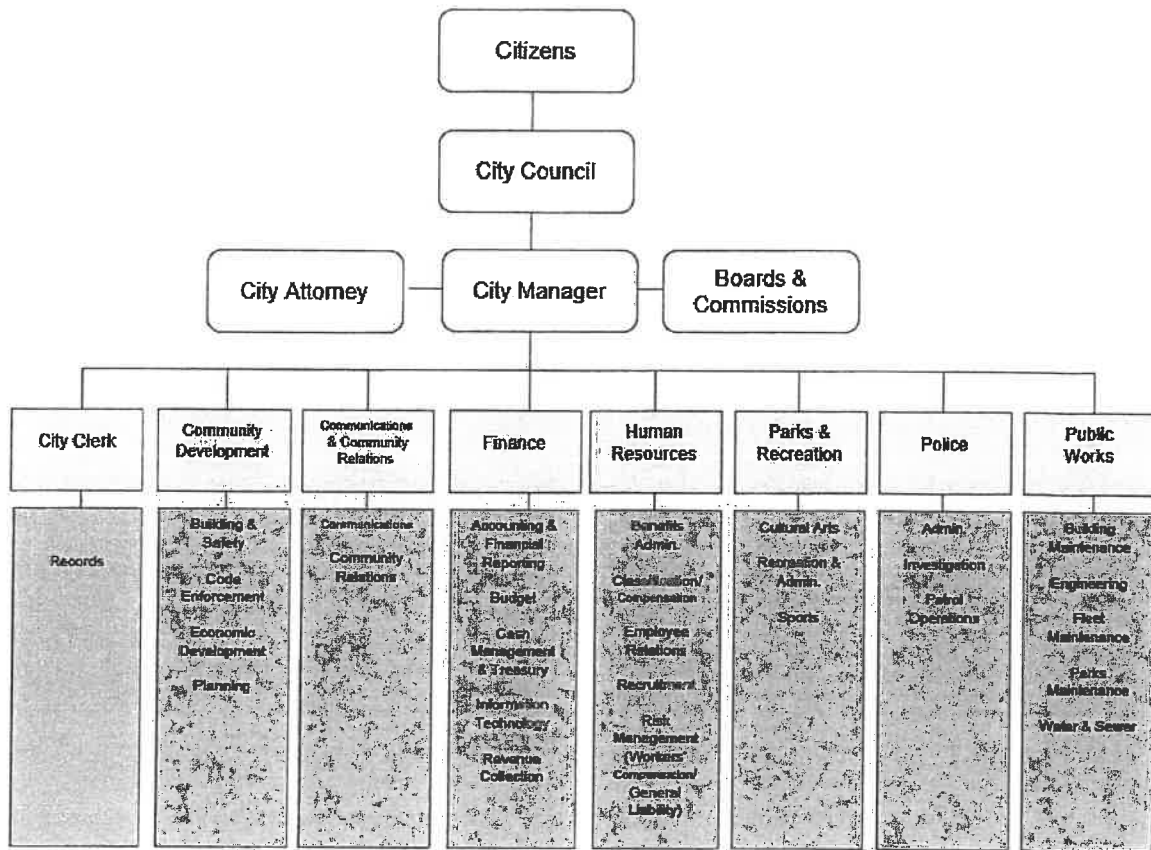 Citizens
City Council
City Attorney
City Manager
Boards &
Commissions
City Clerk
Community
Development
Communications
& Community
Relations
Finance
Human
Resources
Parks &
Recreation
Police
Public
Works
Records
Building &
Safety
Code
Enforcement
Economic
Development
Planning
Communications
Community
Relations
Accounting &
Financial
Reporting
Budget
Cash
Management
& Treasury
Information
Technology
Revenue
Collection
Benefits
Admin.
Classification/
Compensation
Employee
Relations
Recruitment
Risk
Management
(Workers'
Compensation/
General
Liability)
Cultural Arts
Recreation &
Admin.
Sports
Admin.
Investigation
Patrol
Operations
Building
Maintenance
Engineering
Fleet
Maintenance
Parks
Maintenance
Water & Sewer